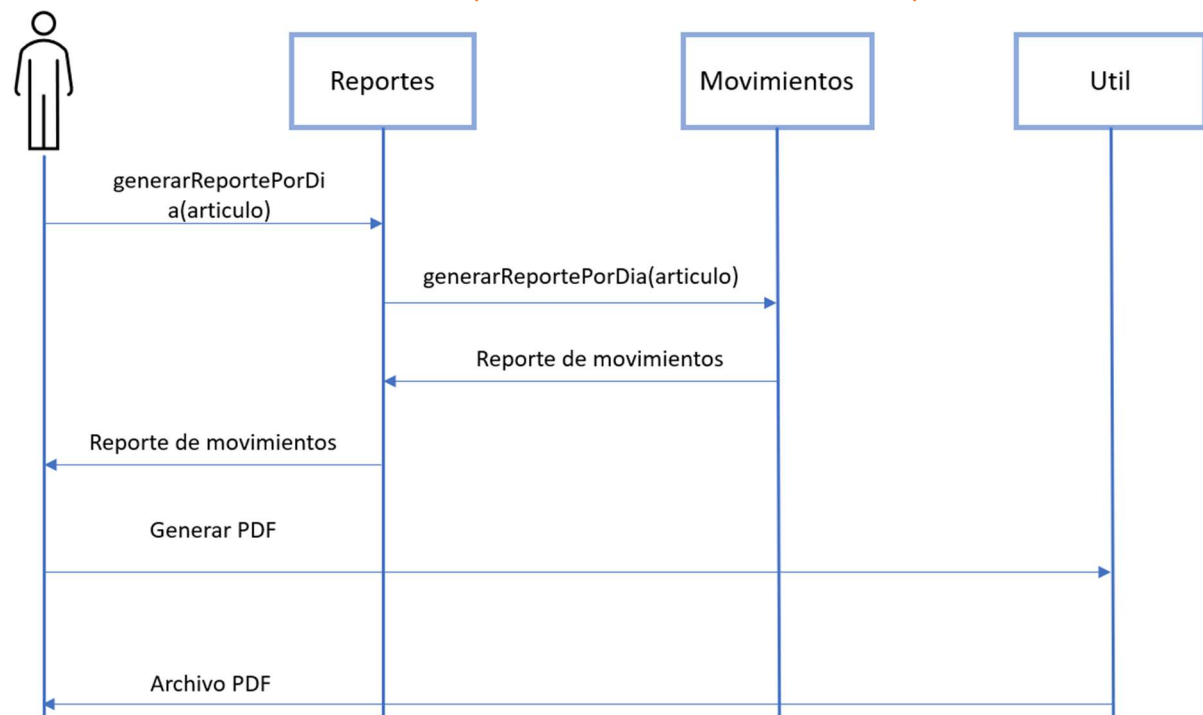 Reportes
Movimientos
Util
generarReportePorDi
a(articulo)
generarReportePorDia(articulo)
Reporte de movimientos
Reporte de movimientos
Generar PDF
Archivo PDF